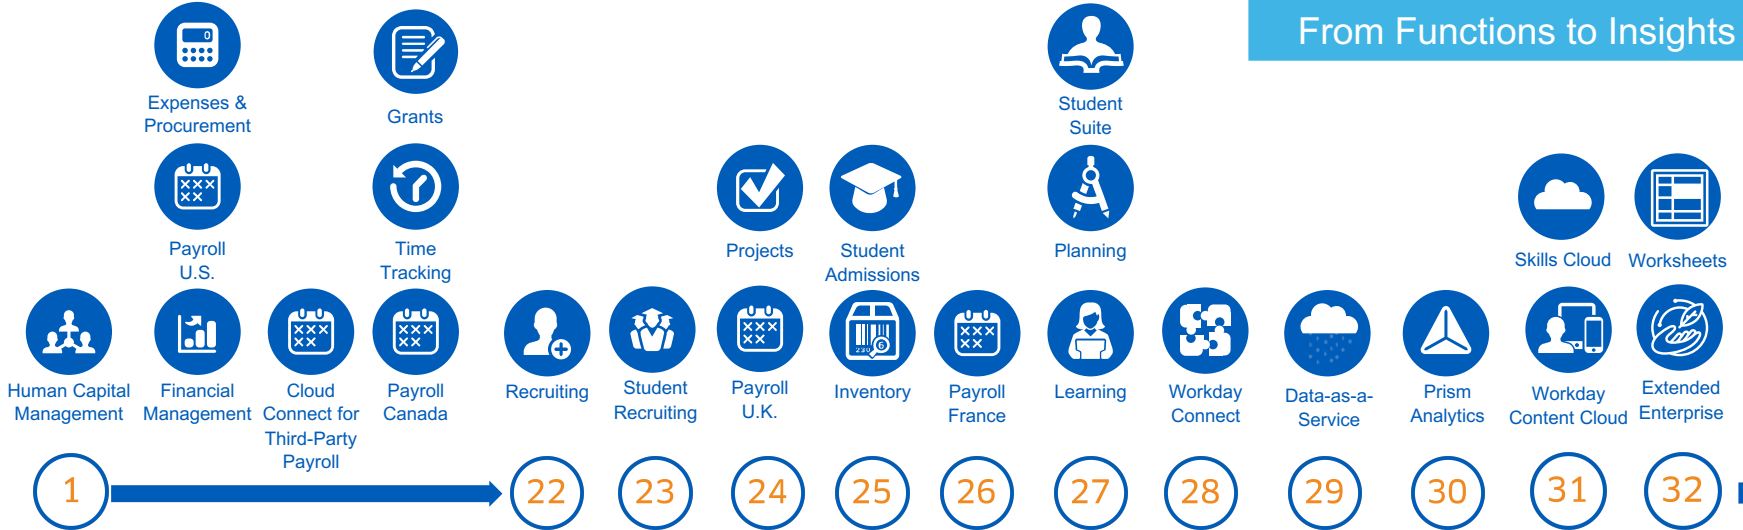 From Functions to Insights
0
Expenses &
Procurement
Grants
Student
Suite
Payroll
U.S.
Time
Tracking
Projects
Student
Admissions
Planning
Skills Cloud
Worksheets
Human Capital
Management
Financial
Management
Cloud
Connect for
Third-Party
Payroll
Payroll
Canada
Recruiting
Student
Recruiting
Payroll
U.K.
Inventory
Payroll
France
Learning
Workday
Connect
Data-as-a-
Service
Prism
Analytics
Workday
Content Cloud
Extended
Enterprise
1
22
23
24
25
26
27
28
29
30
31
32